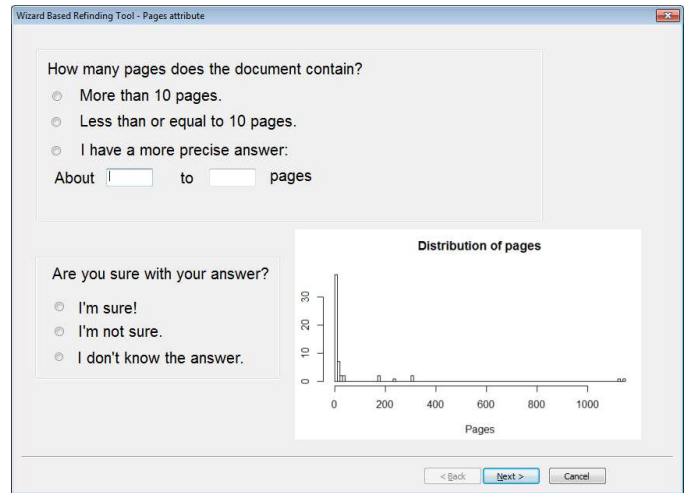 Wizard Based Refinding Tool - Pages attribute
How many pages does the document contain?
More than 10 pages.
Less than or equal to 10 pages.
I have a more precise answer:
About to pages
Are you sure with your answer?
I'm sure!
I'm not sure.
I don't know the answer.
Distribution of pages
30
20
10
0
0 200 400 600 800 1000
Pages
< Back Next > Cancel